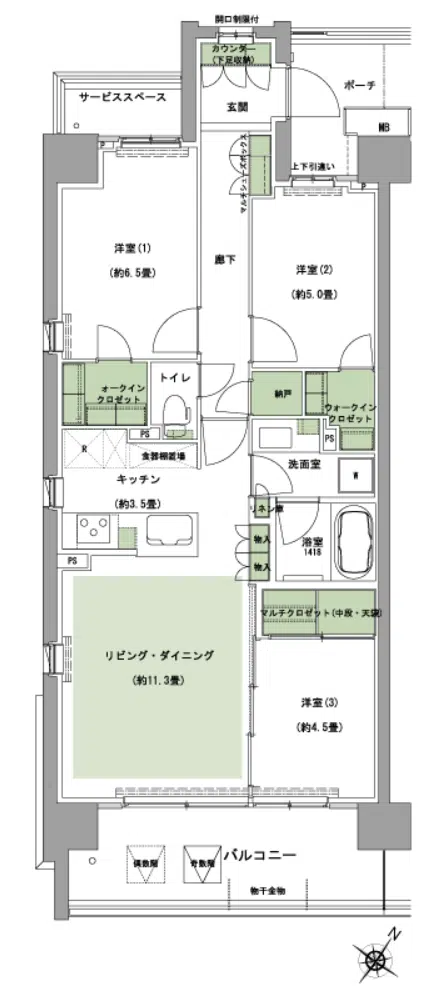 開口制限付
カウンター
(下足収納)
ポーチ
サービススペース
玄関
MB
P
マルチシューズボックス
上下引違い
P
洋室(1)
(約6.5畳)
廊下
洋室(2)
(約5.0畳)
トイレ
ォークイン
クロゼット
納戸
ウォークイン
クロゼット
PS
PS
R
食器棚置場
洗面室
W
キッチン
(約3.5畳)
リネン庫
物入
浴室
1418
PS
物入
マルチクロゼット(中段・天袋)
リビング・ダイニング
(約11.3畳)
洋室(3)
(約4.5畳)
バルコニー
偶数階
奇数階
物干金物
N